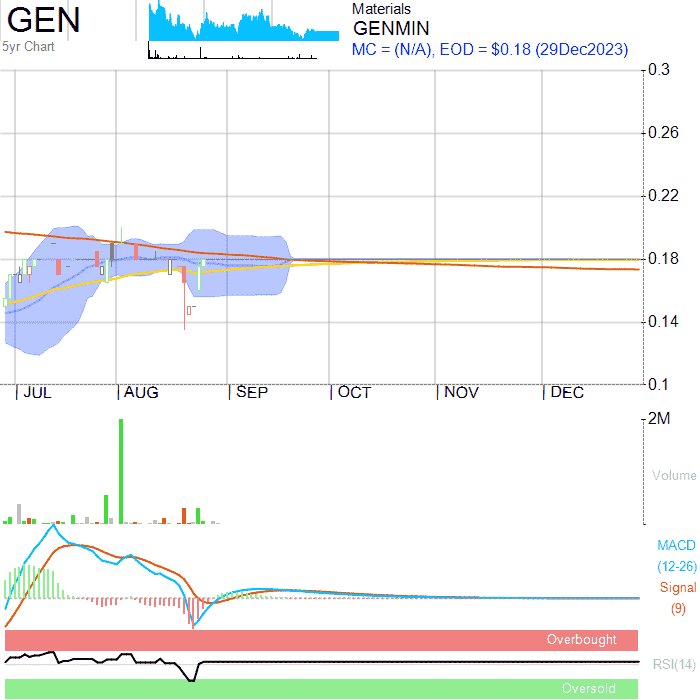 GEN
5yr Chart
Materials
GENMIN
MC = (N/A), EOD = $0.18 (29Dec2023)
0.3
0.26
0.22
0.18
0.14
0.1
JUL AUG SEP OCT NOV DEC
2M
Volume
MACD
(12-26)
Signal
(9)
Overbought
RSI(14)
Oversold